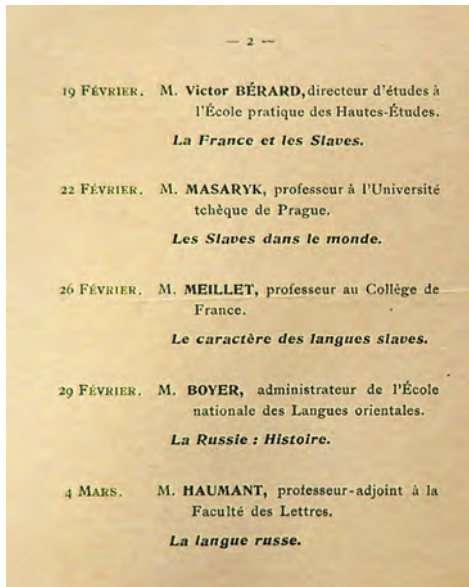 — 2 —
19 FÉVRIER. M. Victor BÉRARD, directeur d'études à
l'École pratique des Hautes-Études.
La France et les Slaves.
22 FÉVRIER. M. MASARYK, professeur à l'Université
tchèque de Prague.
Les Slaves dans le monde.
26 FÉVRIER. M. MEILLET, professeur au Collège de
France.
Le caractère des langues slaves.
29 FÉVRIER. M. BOYER, administrateur de l'École
nationale des Langues orientales.
La Russie : Histoire.
4 MARS. M. HAUMANT, professeur-adjoint à la
Faculté des Lettres.
La langue russe.